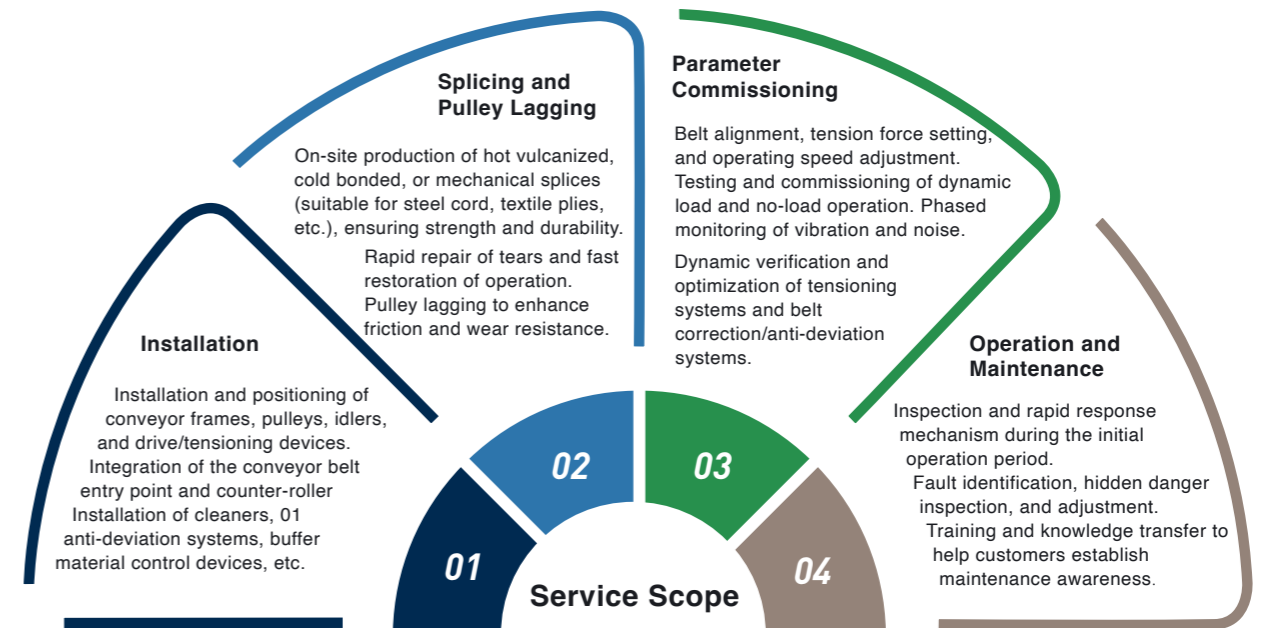 Splicing and
Pulley Lagging
On-site production of hot vulcanized,
cold bonded, or mechanical splices
(suitable for steel cord, textile plies,
etc.), ensuring strength and durability.
Rapid repair of tears and fast
restoration of operation.
Pulley lagging to enhance
friction and wear resistance.
Parameter
Commissioning
Belt alignment, tension force setting,
and operating speed adjustment.
Testing and commissioning of dynamic
load and no-load operation. Phased
monitoring of vibration and noise.
Dynamic verification and
optimization of tensioning
systems and belt
correction/anti-deviation
systems.
Installation
Installation and positioning of
conveyor frames, pulleys, idlers,
and drive/tensioning devices.
Integration of the conveyor belt
entry point and counter-roller
Installation of cleaners, 01
anti-deviation systems, buffer
material control devices, etc.
Operation and
Maintenance
Inspection and rapid response
mechanism during the initial
operation period.
Fault identification, hidden danger
inspection, and adjustment.
Training and knowledge transfer to
help customers establish
maintenance awareness.
01
02
03
04
Service Scope